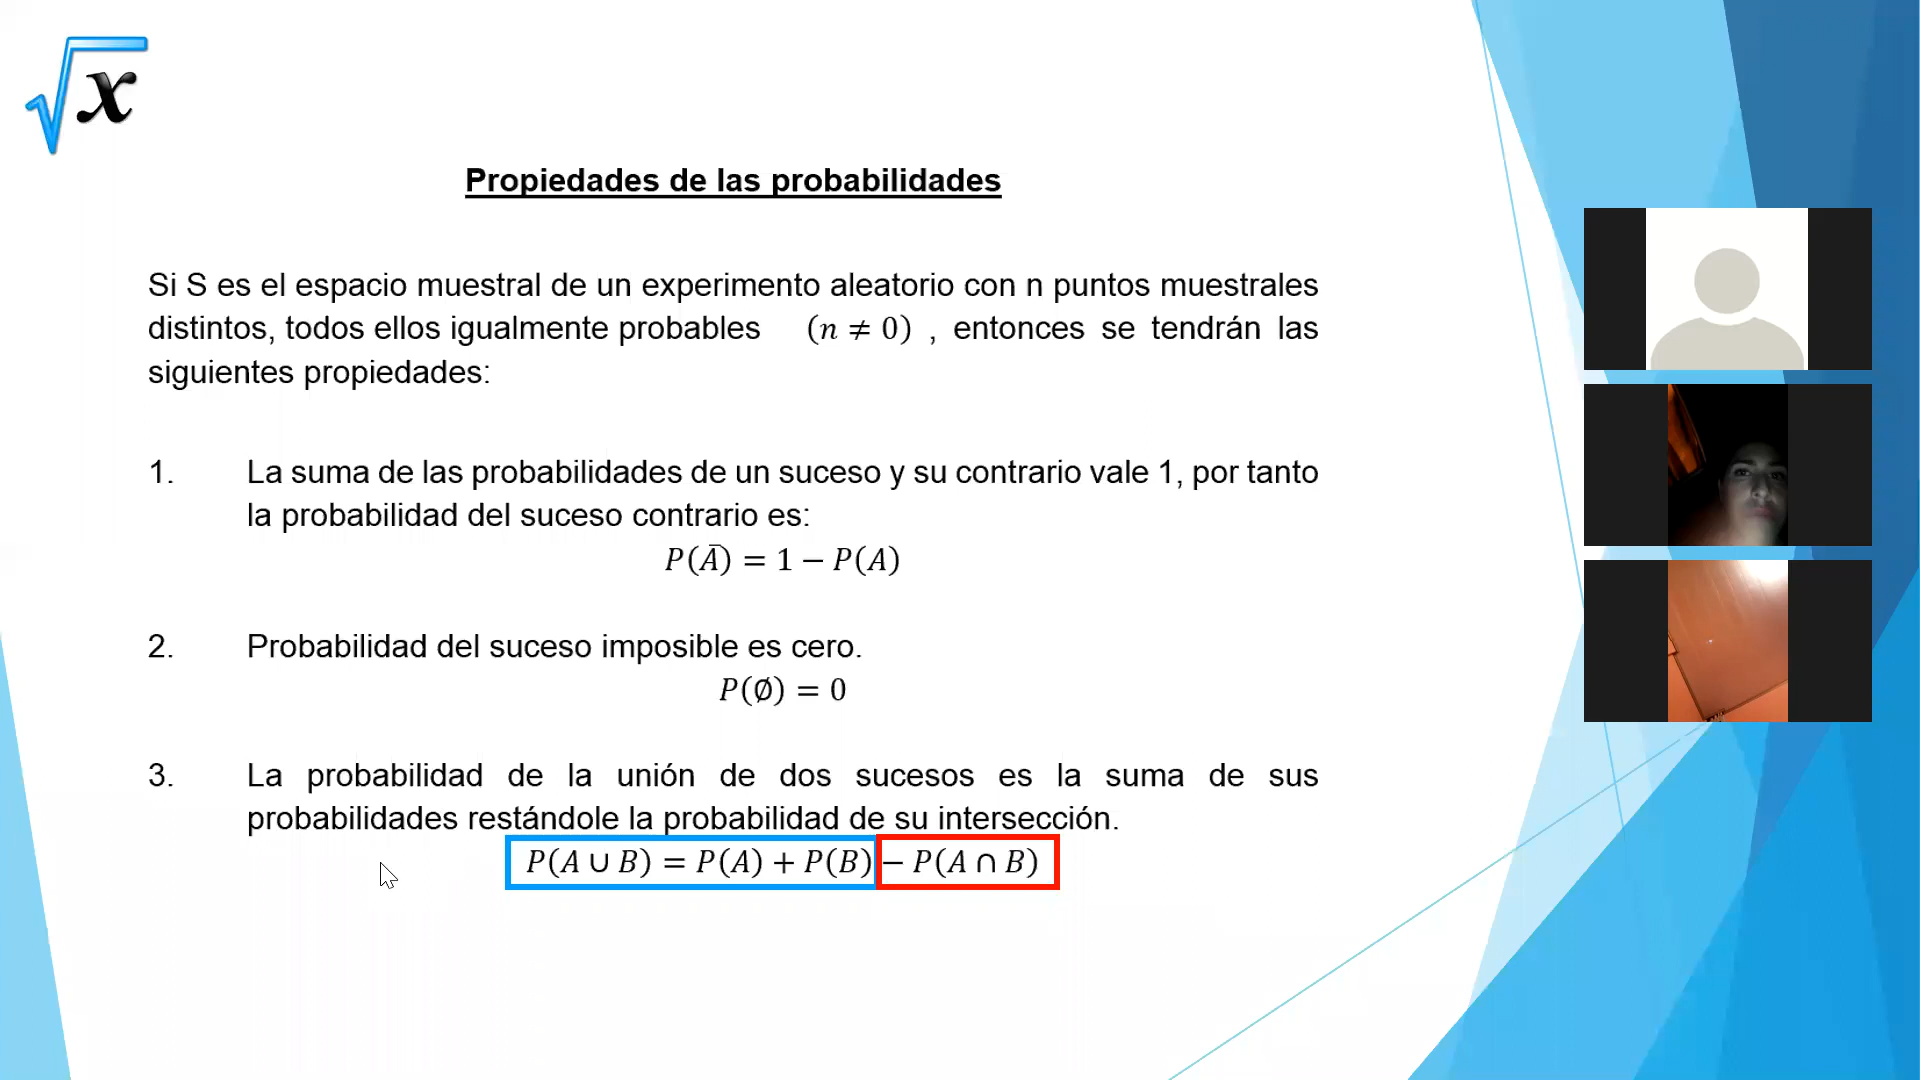 √x
Propiedades de las probabilidades
Si S es el espacio muestral de un experimento aleatorio con n puntos muestrales
distintos, todos ellos igualmente probables (n ≠ 0) , entonces se tendrán las
siguientes propiedades:
1. La suma de las probabilidades de un suceso y su contrario vale 1, por tanto
la probabilidad del suceso contrario es:
P(Ā) = 1 − P(A)
2. Probabilidad del suceso imposible es cero.
P(∅) = 0
3. La probabilidad de la unión de dos sucesos es la suma de sus
probabilidades restándole la probabilidad de su intersección.
P(A ∪ B) = P(A) + P(B) − P(A ∩ B)